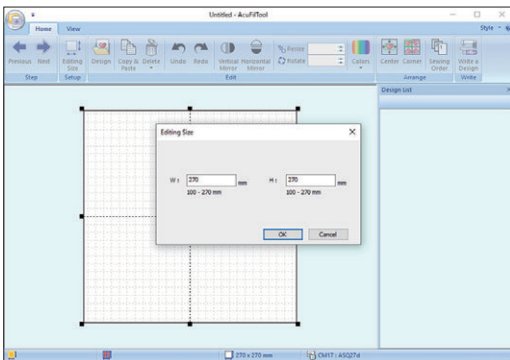 Untitled - AcuFilTool
Home View Style
Previous Next Editing Size Design Copy & Paste Delete Undo Redo Vertical Mirror Horizontal Mirror Resize Rotate Colors Center Corner Sewing Order Write a Design
Step Setup Edit Arrange Write
Design List
Editing Size
W : 270 mm H : 270 mm
100 - 270 mm 100 - 270 mm
OK Cancel
270 x 270 mm CM17 : ASQ27d